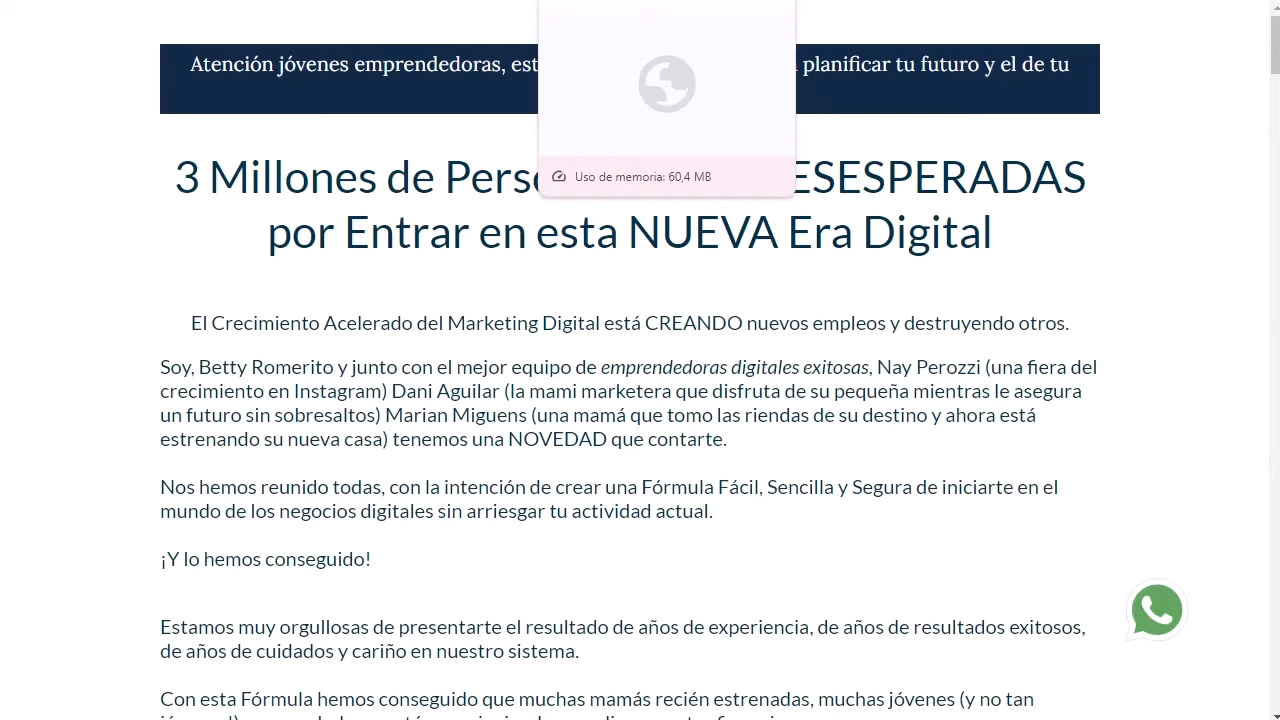 Atención jóvenes emprendedoras, planificar tu futuro y el de tu
3 Millones de
por Entrar en esta NUEVA Era Digital
Uso de memoria: 60,4 MB
El Crecimiento Acelerado del Marketing Digital está CREANDO nuevos empleos y destruyendo otros.
Soy, Betty Romerito y junto con el mejor equipo de emprendedoras digitales exitosas, Nay Perozzi (una fiera del
crecimiento en Instagram) Dani Aguilar (la mami marketera que disfruta de su pequeña mientras le asegura
un futuro sin sobresaltos) Marian Miguens (una mamá que tomo las riendas de su destino y ahora está
estrenando su nueva casa) tenemos una NOVEDAD que contarte.
Nos hemos reunido todas, con la intención de crear una Fórmula Fácil, Sencilla y Segura de iniciarte en el
mundo de los negocios digitales sin arriesgar tu actividad actual.
¡Y lo hemos conseguido!
Estamos muy orgullosas de presentarte el resultado de años de experiencia, de años de resultados exitosos,
de años de cuidados y cariño en nuestro sistema.
Con esta Fórmula hemos conseguido que muchas mamás recién estrenadas, muchas jóvenes (y no tan